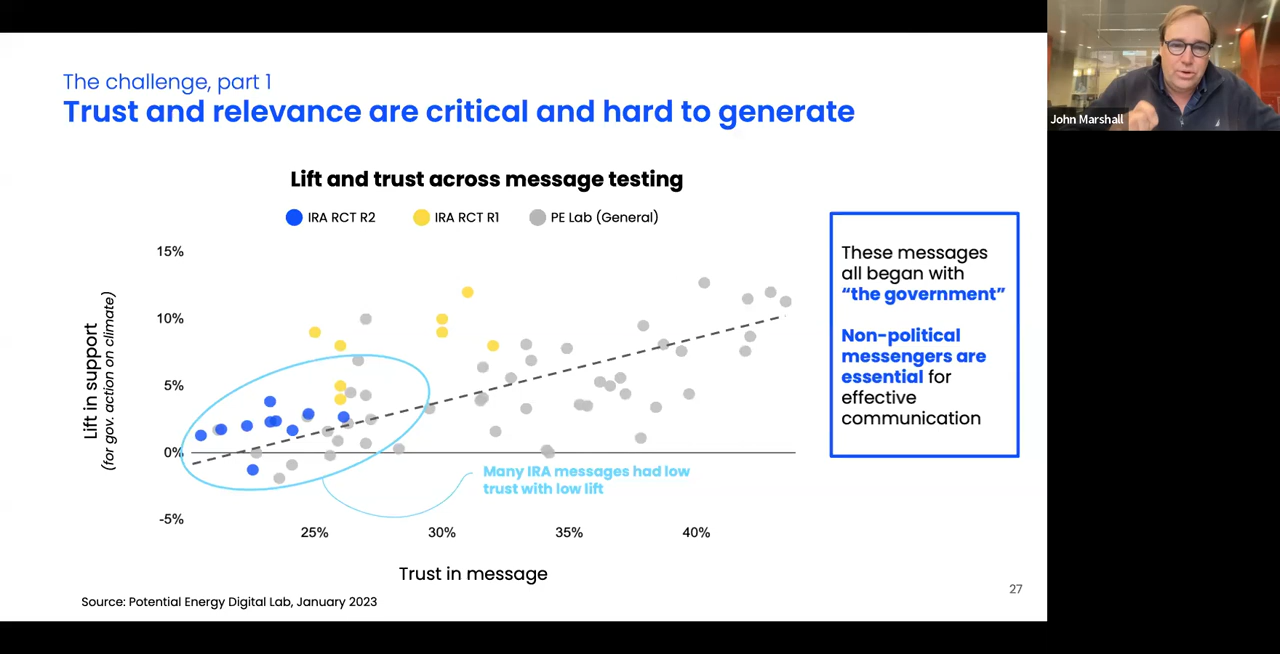 The challenge, part 1
Trust and relevance are critical and hard to generate
Lift and trust across message testing
IRA RCT R2
IRA RCT R1
PE Lab (General)
15%
10%
5%
0%
-5%
Lift in support
(for gov. action on climate)
25%
30%
35%
40%
Trust in message
Many IRA messages had low
trust with low lift
These messages
all began with
“the government”
Non-political
messengers are
essential for
effective
communication
Source: Potential Energy Digital Lab, January 2023
27
John Marshall